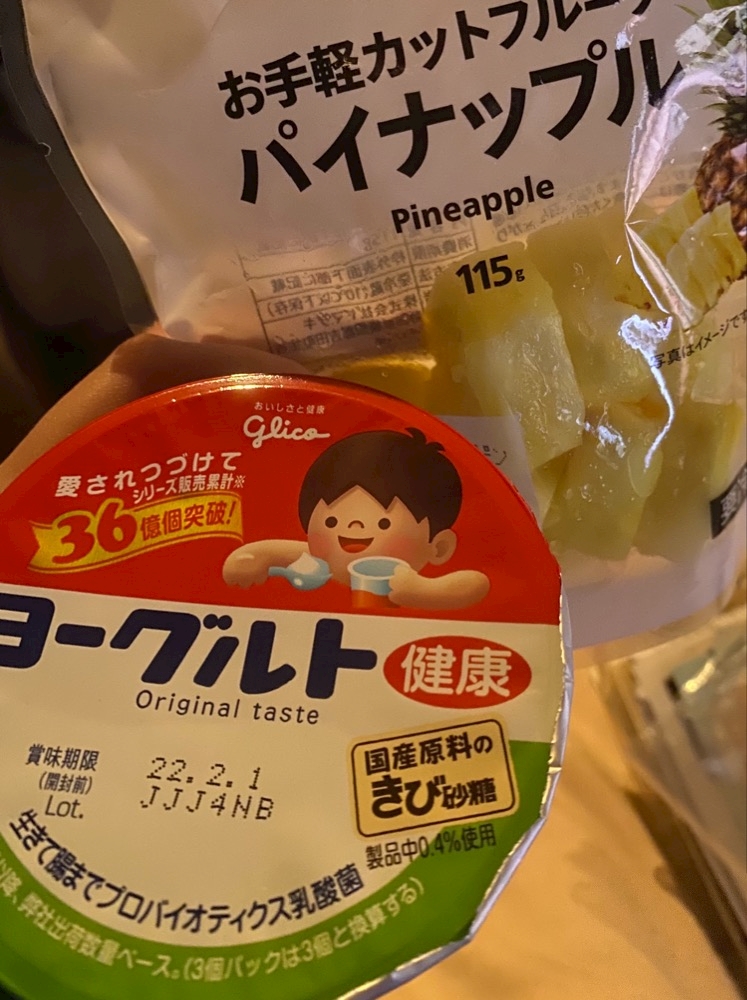 お手軽カットフルーツ
パイナップル
Pineapple
115g
写真はイメージです
おいしさと健康
Glico
愛されつづけて
シリーズ販売累計※
36億個突破!
ヨーグルト
健康
Original taste
国産原料の
きび砂糖
製品中0.4%使用
賞味期限
(開封前)
22.2.1
Lot.
JJJ4NB
生きて腸までプロバイオティクス乳酸菌
以降、弊社出荷数量ベース。(3個パックは3個と換算する)